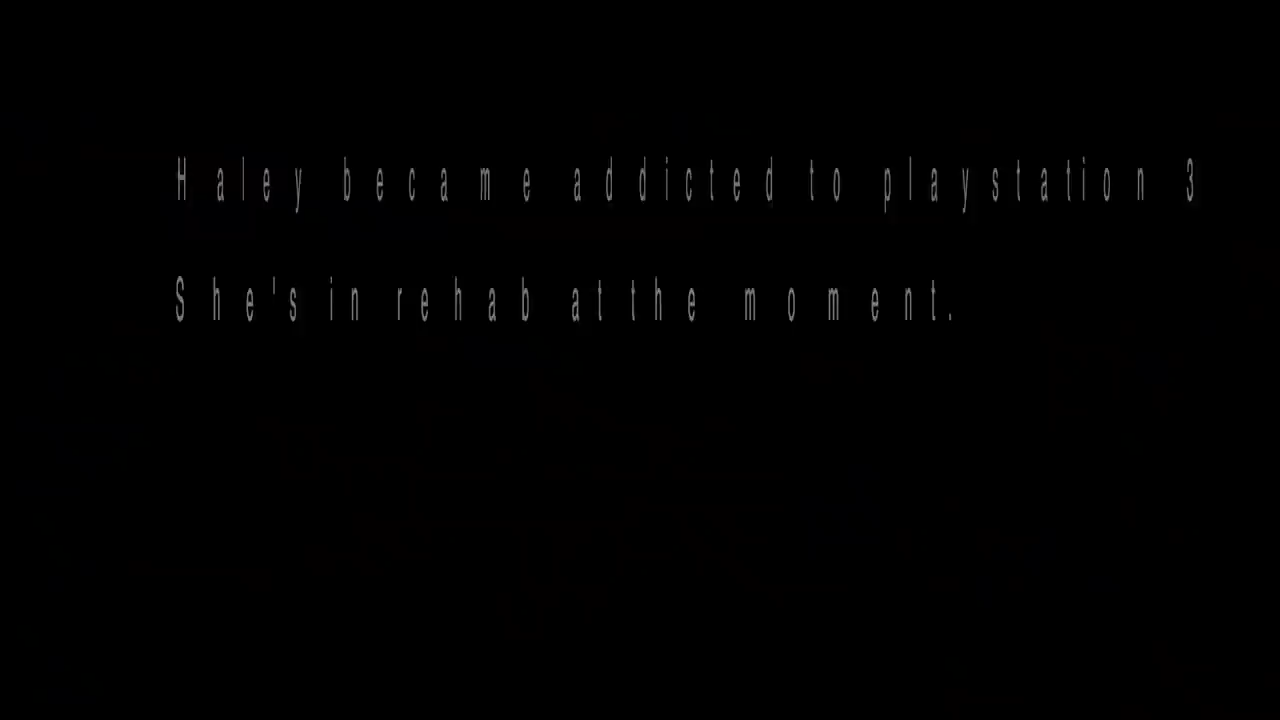 Haley became addicted to playstation 3
She's in rehab at the moment.